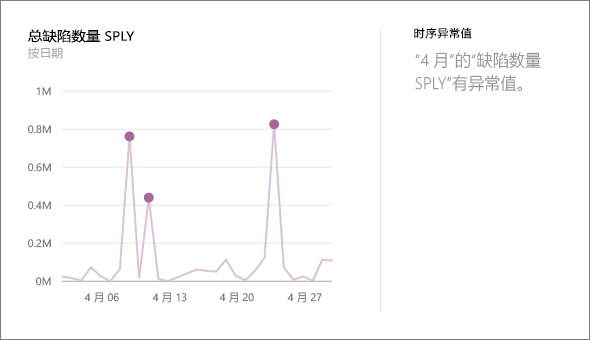 总缺陷数量 SPLY
按日期
1M
0.8M
0.6M
0.4M
0.2M
0M
4 月 06
4 月 13
4 月 20
4 月 27
时序异常值
“4 月”的“缺陷数量
SPLY”有异常值。